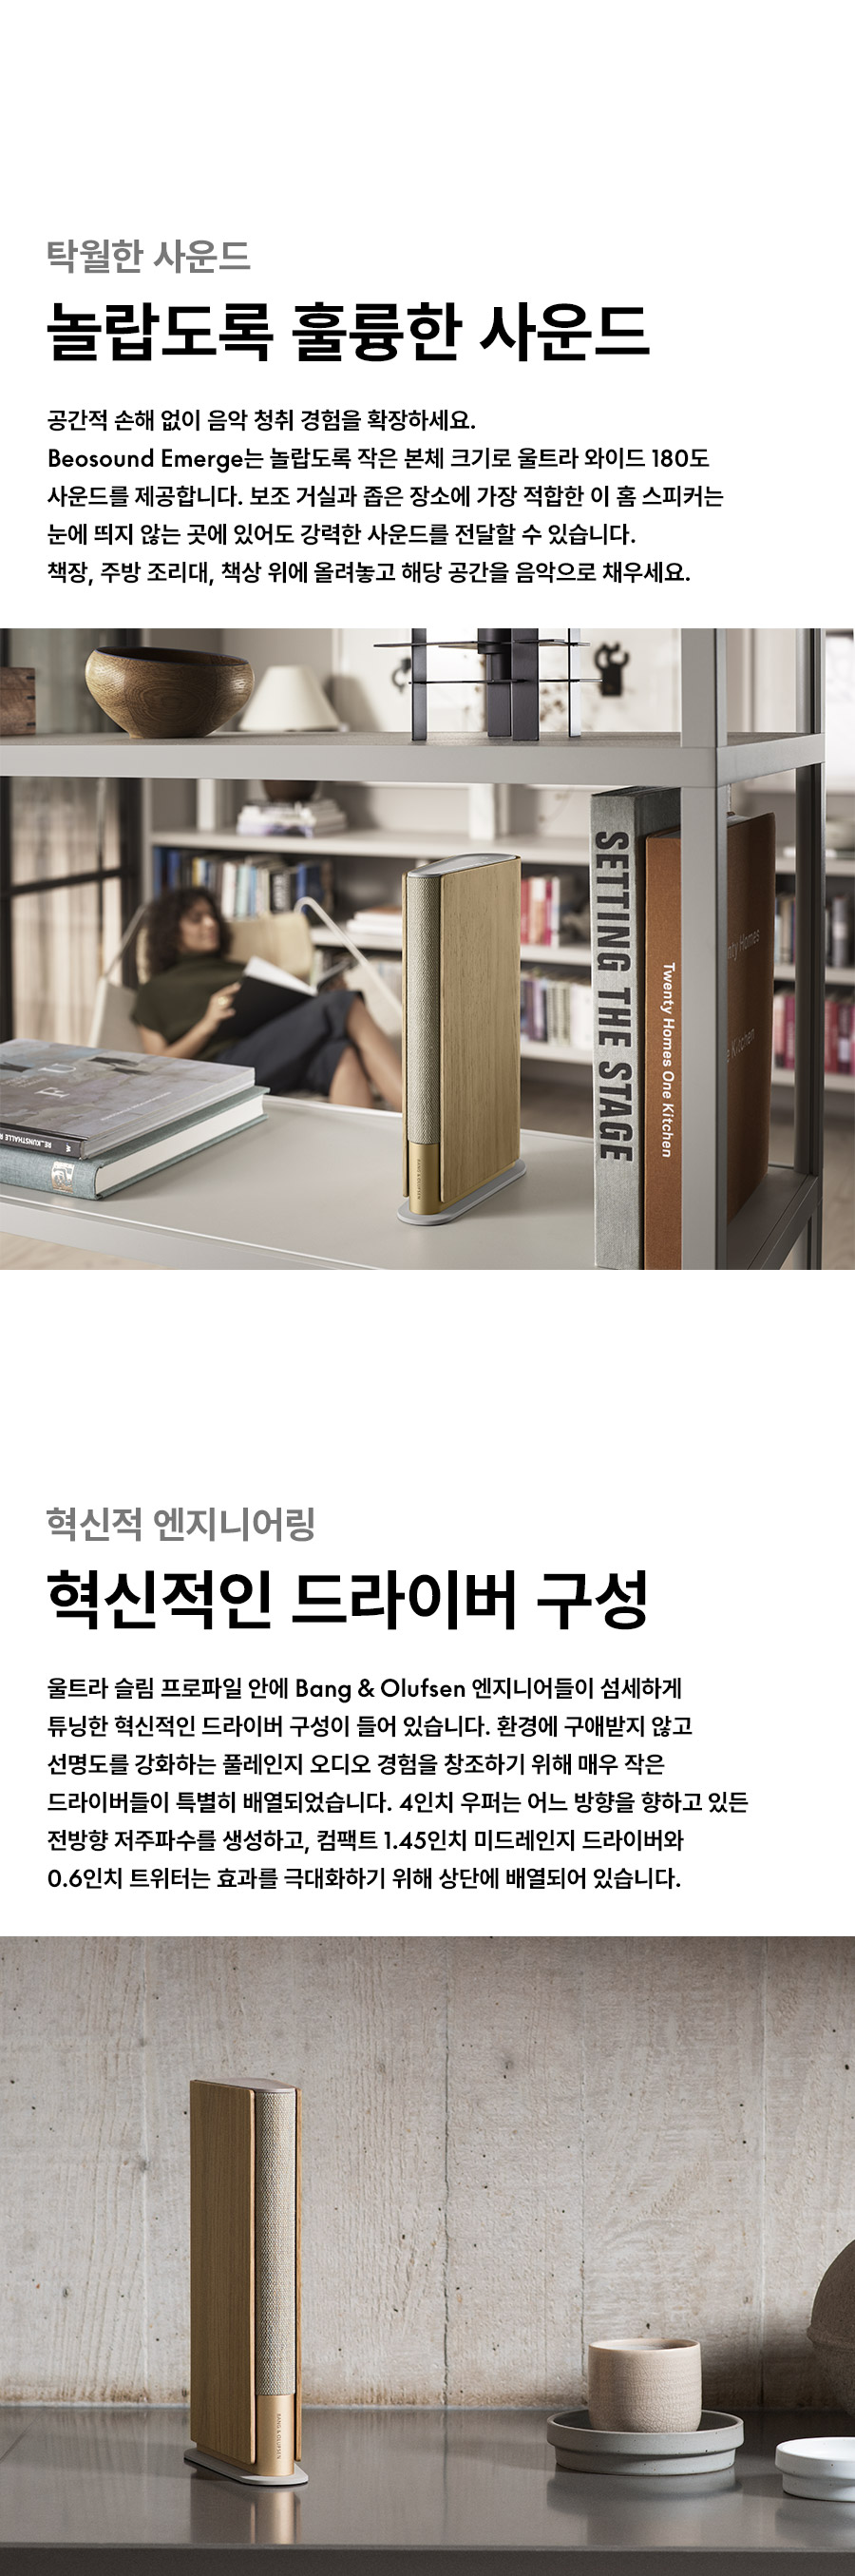 탁월한 사운드
놀랍도록 훌륭한 사운드
공간적 손해 없이 음악 청취 경험을 확장하세요.
Beosound Emerge는 놀랍도록 작은 본체 크기로 울트라 와이드 180도
사운드를 제공합니다. 보조 거실과 좁은 장소에 가장 적합한 이 홈 스피커는
눈에 띄지 않는 곳에 있어도 강력한 사운드를 전달할 수 있습니다.
책장, 주방 조리대, 책상 위에 올려놓고 해당 공간을 음악으로 채우세요.
SETTING THE STAGE
Twenty Homes One Kitchen
BANG & OLUFSEN
혁신적 엔지니어링
혁신적인 드라이버 구성
울트라 슬림 프로파일 안에 Bang & Olufsen 엔지니어들이 섬세하게
튜닝한 혁신적인 드라이버 구성이 들어 있습니다. 환경에 구애받지 않고
선명도를 강화하는 풀레인지 오디오 경험을 창조하기 위해 매우 작은
드라이버들이 특별히 배열되었습니다. 4인치 우퍼는 어느 방향을 향하고 있든
전방향 저주파수를 생성하고, 컴팩트 1.45인치 미드레인지 드라이버와
0.6인치 트위터는 효과를 극대화하기 위해 상단에 배열되어 있습니다.
BANG & OLUFSEN